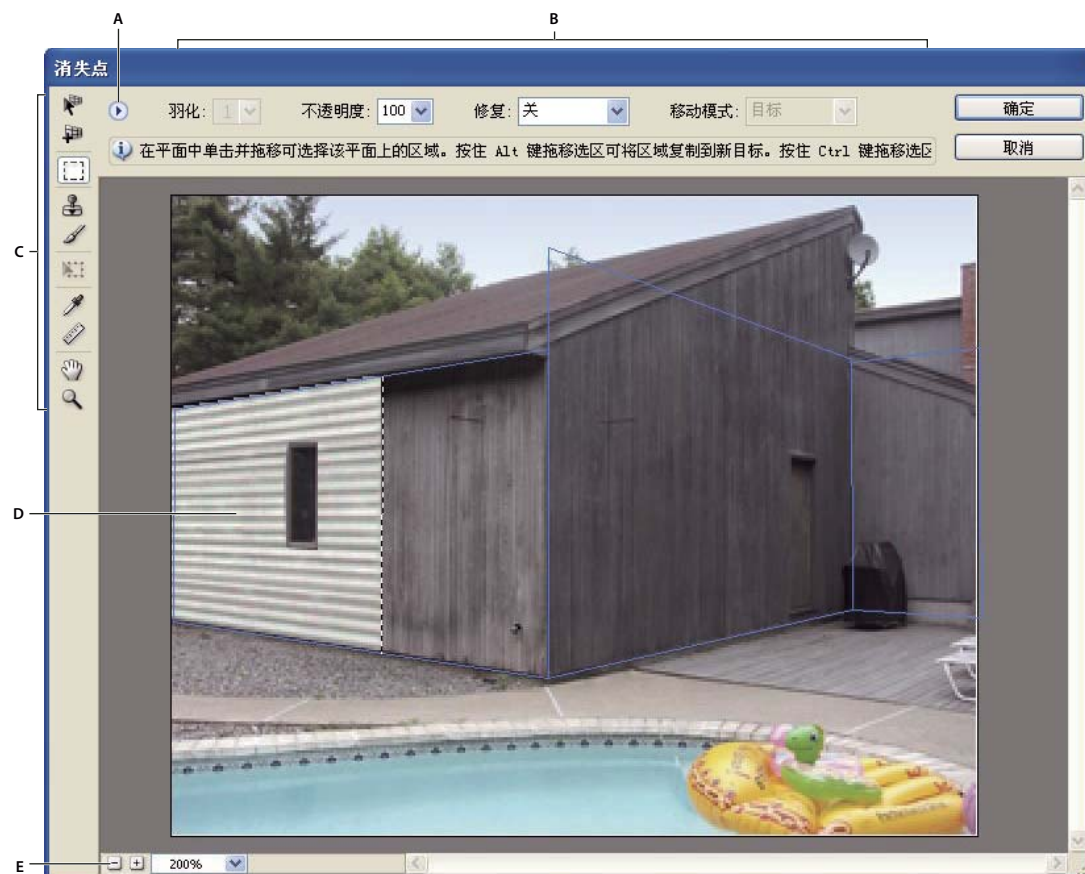 A
B
消失点
羽化: 1
不透明度: 100
修复: 关
移动模式: 目标
确定
在平面中单击并拖移可选择该平面上的区域。按住 Alt 键拖移选区可将区域复制到新目标。按住 Ctrl 键拖移选区
取消
C
D
E
200%